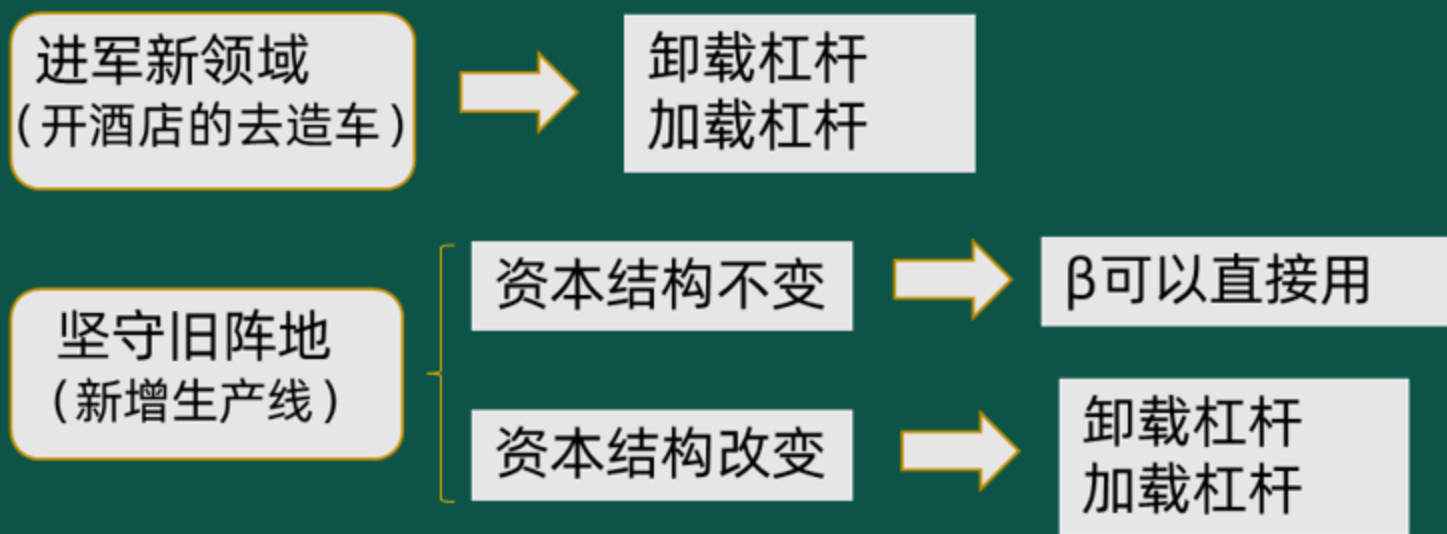 进军新领域
（开酒店的去造车）
卸载杠杆
加载杠杆
坚守旧阵地
（新增生产线）
资本结构不变
β可以直接用
资本结构改变
卸载杠杆
加载杠杆